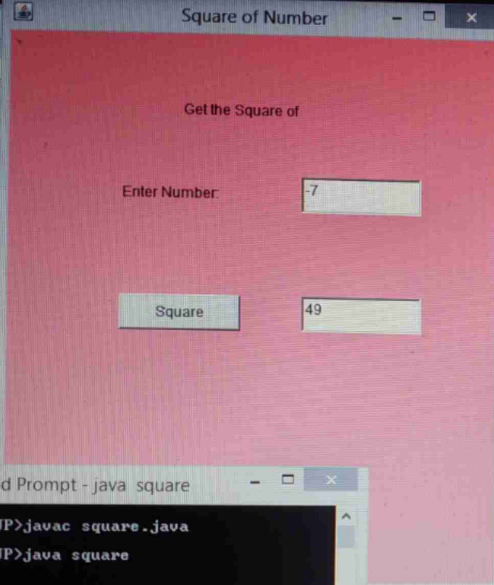 Square of Number
Get the Square of
Enter Number:
-7
Square
49
d Prompt - java square
P>javac square.java
P>java square